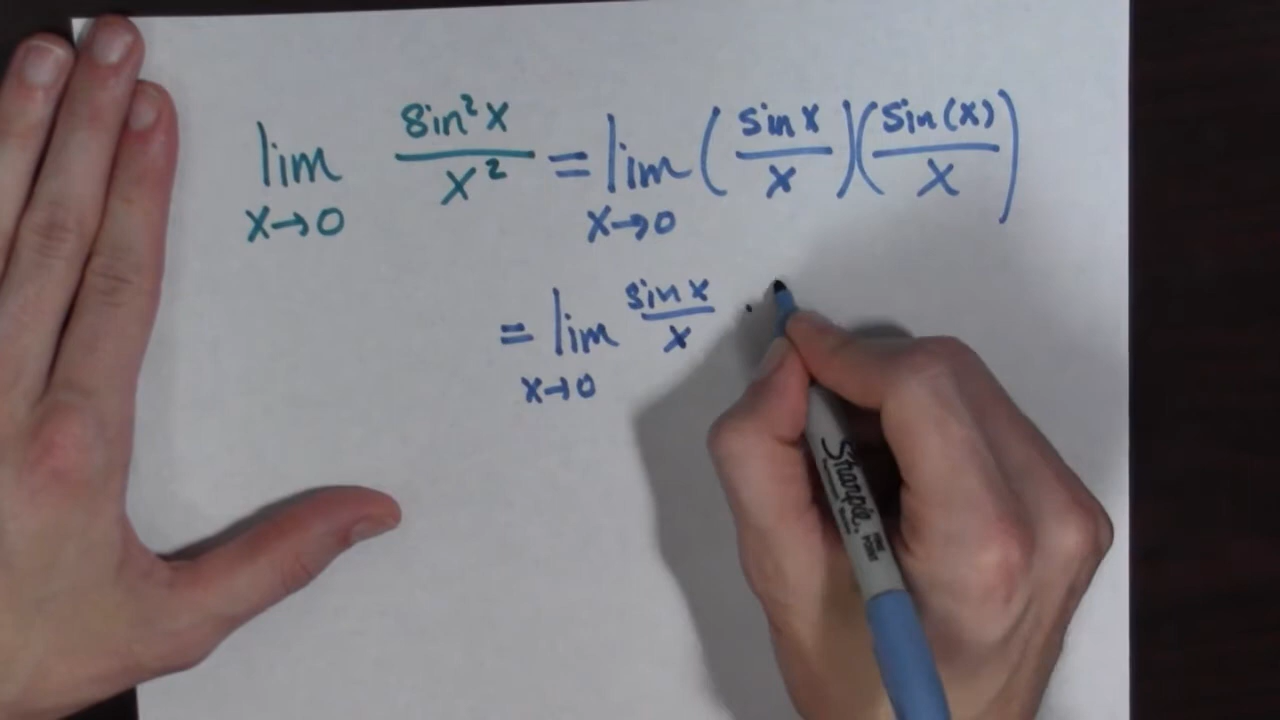 lim x→0 sin²x / x² = lim x→0 (sin x / x)(sin(x) / x)
= lim x→0 sin x / x ·
Sharpie